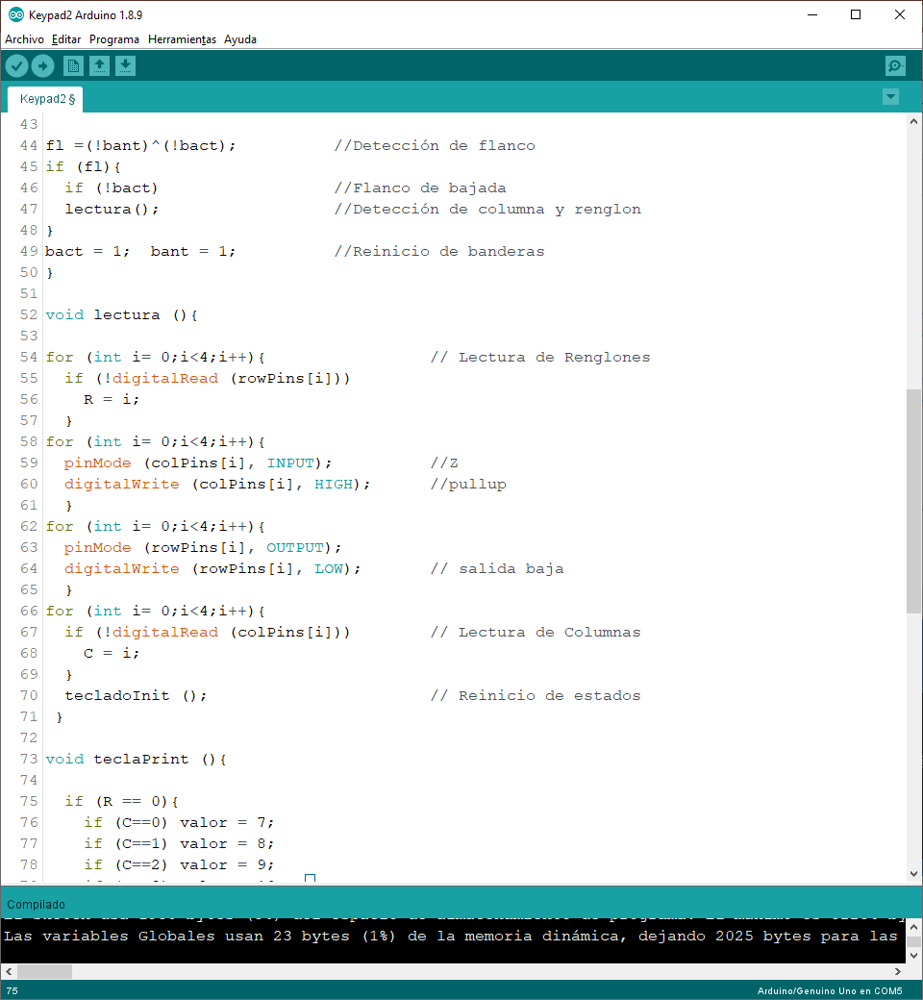 Keypad2 Arduino 1.8.9
Archivo Editar Programa Herramientas Ayuda
Keypad2 §
43
44 fl =(!bant)^(!bact); //Detección de flanco
45 if (fl){
46 if (!bact) //Flanco de bajada
47 lectura(); //Detección de columna y renglon
48 }
49 bact = 1; bant = 1; //Reinicio de banderas
50 }
51
52 void lectura (){
53
54 for (int i= 0;i<4;i++){ // Lectura de Renglones
55 if (!digitalRead (rowPins[i]))
56 R = i;
57 }
58 for (int i= 0;i<4;i++){
59 pinMode (colPins[i], INPUT); //Z
60 digitalWrite (colPins[i], HIGH); //pullup
61 }
62 for (int i= 0;i<4;i++){
63 pinMode (rowPins[i], OUTPUT);
64 digitalWrite (rowPins[i], LOW); // salida baja
65 }
66 for (int i= 0;i<4;i++){
67 if (!digitalRead (colPins[i])) // Lectura de Columnas
68 C = i;
69 }
70 tecladoInit (); // Reinicio de estados
71 }
72
73 void teclaPrint (){
74
75 if (R == 0){
76 if (C==0) valor = 7;
77 if (C==1) valor = 8;
78 if (C==2) valor = 9;
Compilado
Las variables Globales usan 23 bytes (1%) de la memoria dinámica, dejando 2025 bytes para las
75
Arduino/Genuino Uno en COM5